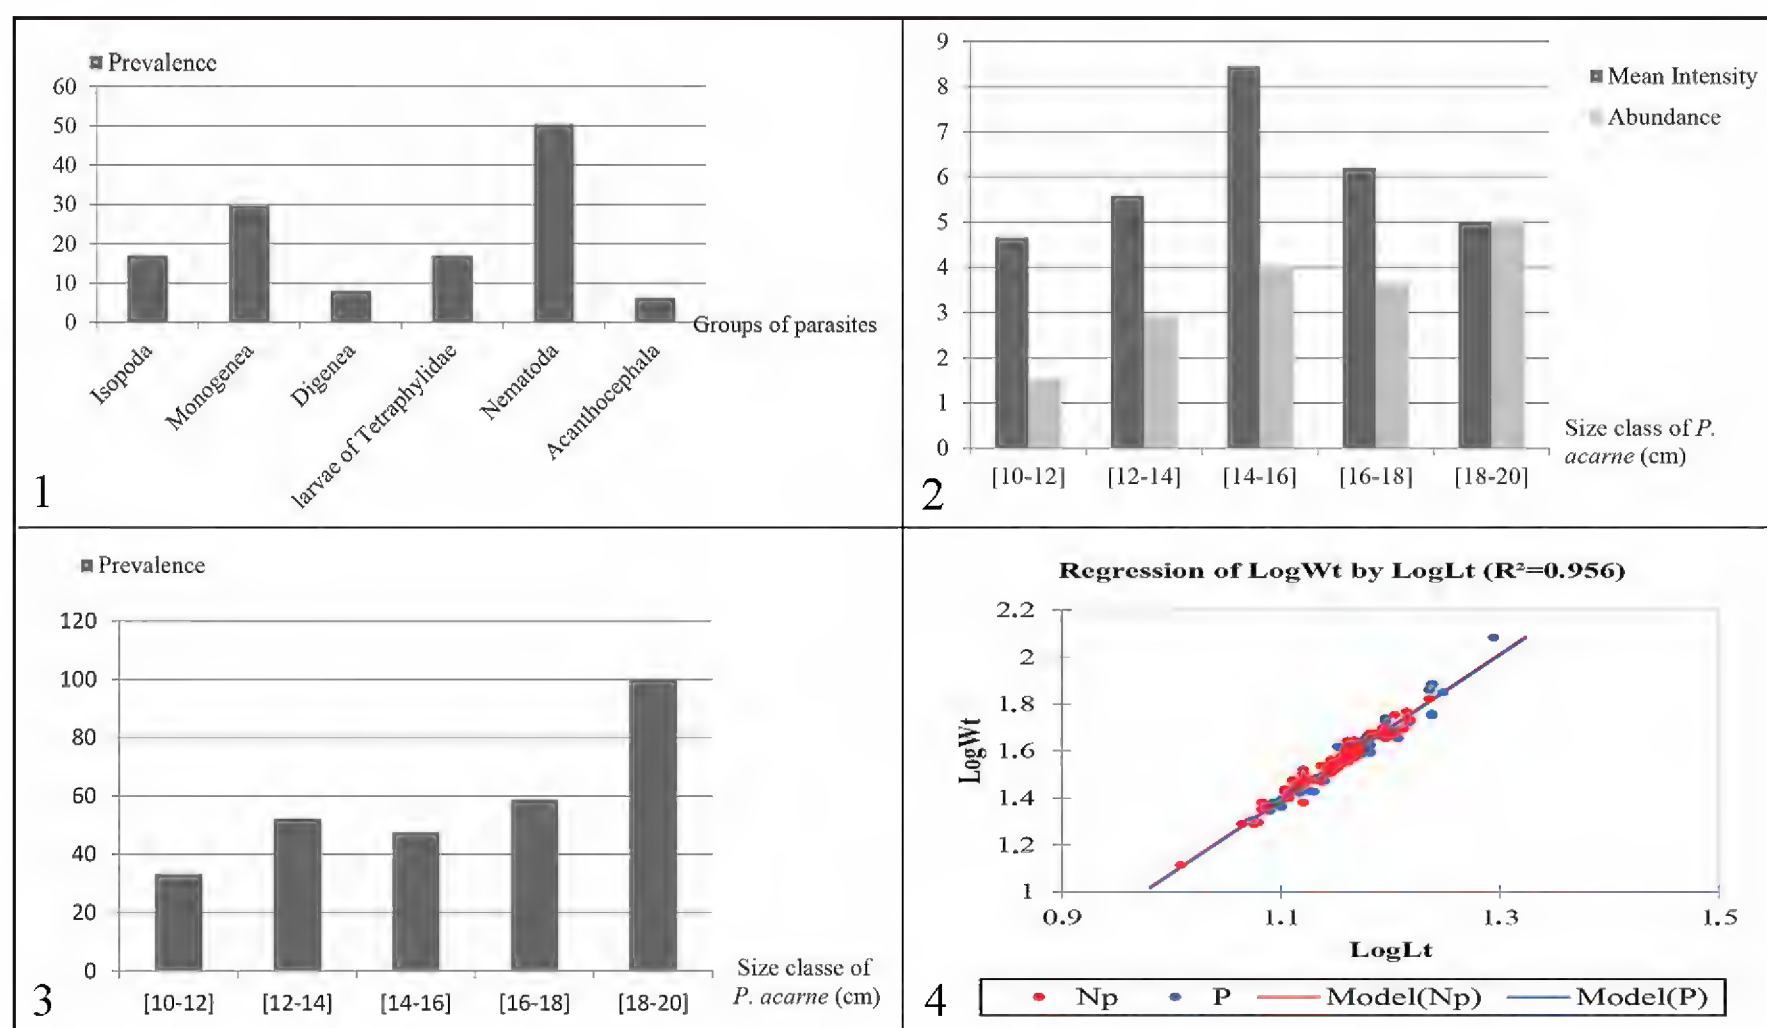 Prevalence
60
50
40
30
20
10
0
Groups of parasites
Isopoda
Monogenea
Digenea
larvae of Tetraphylidae
Nematoda
Acanthocephala
1
9
8
7
6
5
4
3
2
1
0
Mean Intensity
Abundance
Size class of P.
acarne (cm)
[10-12]
[12-14]
[14-16]
[16-18]
[18-20]
2
Prevalence
120
100
80
60
40
20
0
Size classe of
P. acarne (cm)
[10-12]
[12-14]
[14-16]
[16-18]
[18-20]
3
Regression of LogWt by LogLt (R²=0.956)
2.2
2
1.8
1.6
1.4
1.2
1
LogWt
0.9
1.1
1.3
1.5
LogLt
Np P Model(Np) Model(P)
4